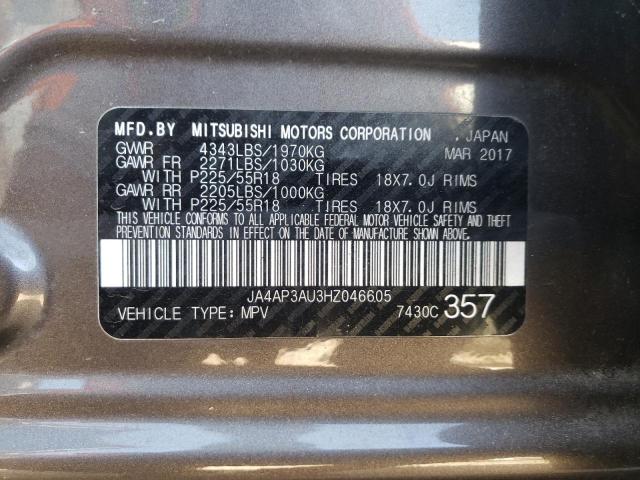 MFD.BY MITSUBISHI MOTORS CORPORATION . JAPAN
GVWR 4343LBS/1970KG MAR 2017
GAWR FR 2271LBS/1030KG
WITH P225/55R18 TIRES 18X7.0J RIMS
GAWR RR 2205LBS/1000KG
WITH P225/55R18 TIRES 18X7.0J RIMS
THIS VEHICLE CONFORMS TO ALL APPLICABLE FEDERAL MOTOR VEHICLE SAFETY AND THEFT
PREVENTION STANDARDS IN EFFECT ON THE DATE OF MANUFACTURE SHOWN ABOVE.
JA4AP3AU3HZ046605
VEHICLE TYPE: MPV 7430C 357